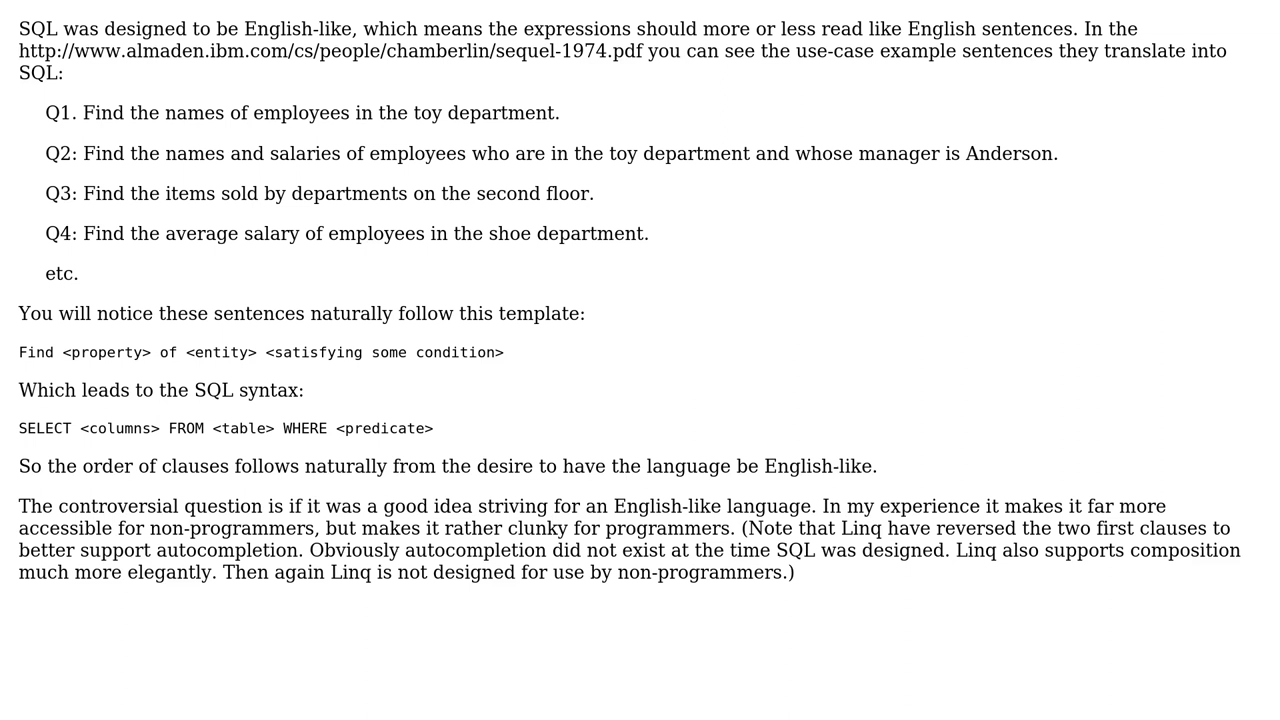 SQL was designed to be English-like, which means the expressions should more or less read like English sentences. In the
http://www.almaden.ibm.com/cs/people/chamberlin/sequel-1974.pdf you can see the use-case example sentences they translate into
SQL:
Q1. Find the names of employees in the toy department.
Q2: Find the names and salaries of employees who are in the toy department and whose manager is Anderson.
Q3: Find the items sold by departments on the second floor.
Q4: Find the average salary of employees in the shoe department.
etc.
You will notice these sentences naturally follow this template:
Find <property> of <entity> <satisfying some condition>
Which leads to the SQL syntax:
SELECT <columns> FROM <table> WHERE <predicate>
So the order of clauses follows naturally from the desire to have the language be English-like.
The controversial question is if it was a good idea striving for an English-like language. In my experience it makes it far more
accessible for non-programmers, but makes it rather clunky for programmers. (Note that Linq have reversed the two first clauses to
better support autocompletion. Obviously autocompletion did not exist at the time SQL was designed. Linq also supports composition
much more elegantly. Then again Linq is not designed for use by non-programmers.)